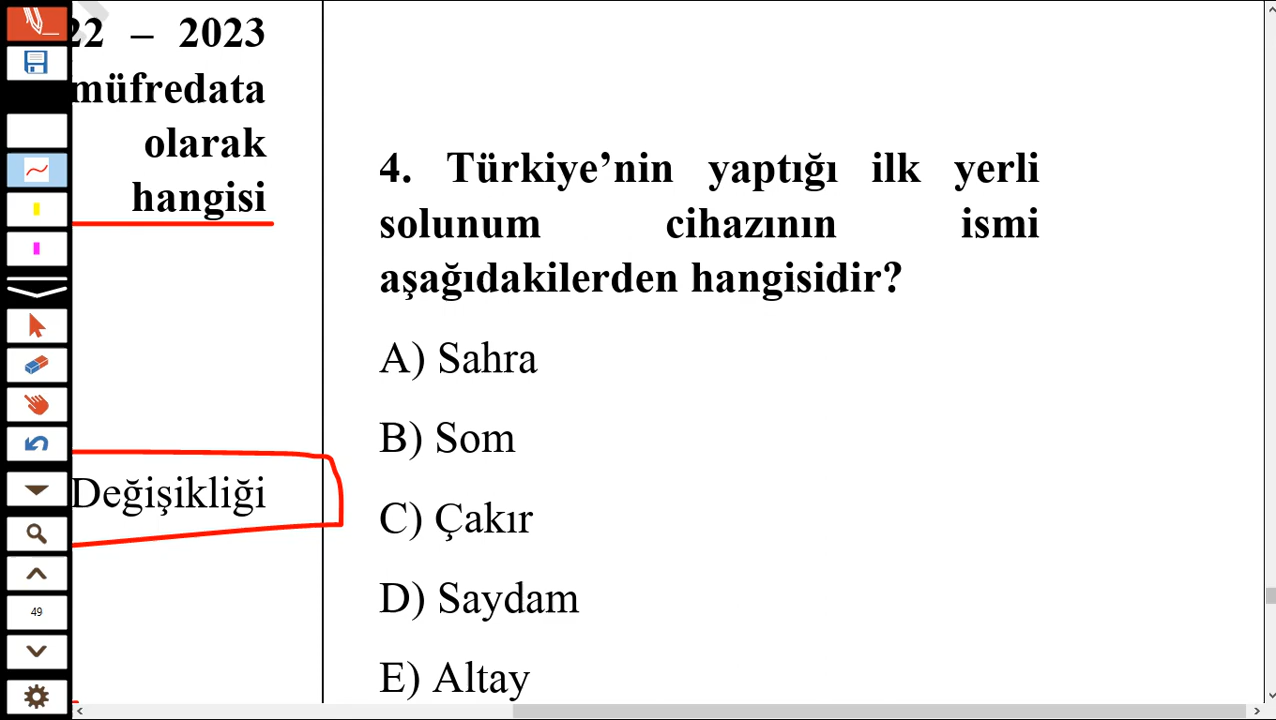 22 – 2023
müfredata
olarak
hangisi
Değişikliği
4. Türkiye’nin yaptığı ilk yerli
solunum cihazının ismi
aşağıdakilerden hangisidir?
A) Sahra
B) Som
C) Çakır
D) Saydam
E) Altay
49